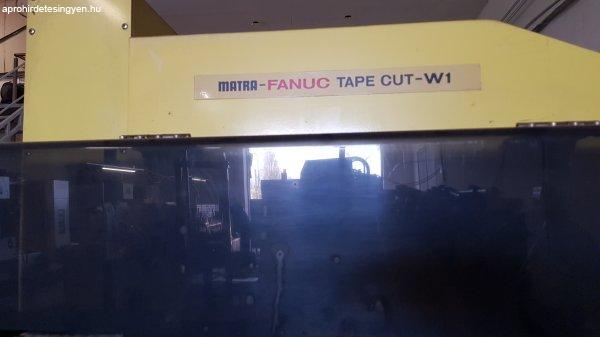 aprohirdetesingyen.hu
MATRA-FANUC TAPE CUT-W1